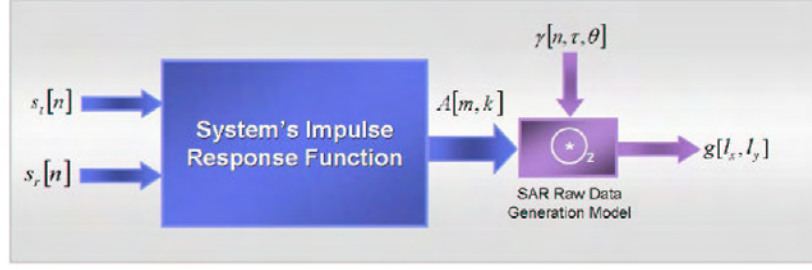 γ[n,τ,θ]
s_t[n]
A[m,k]
System's Impulse
Response Function
* 2
g[l_x,l_y]
s_r[n]
SAR Raw Data
Generation Model